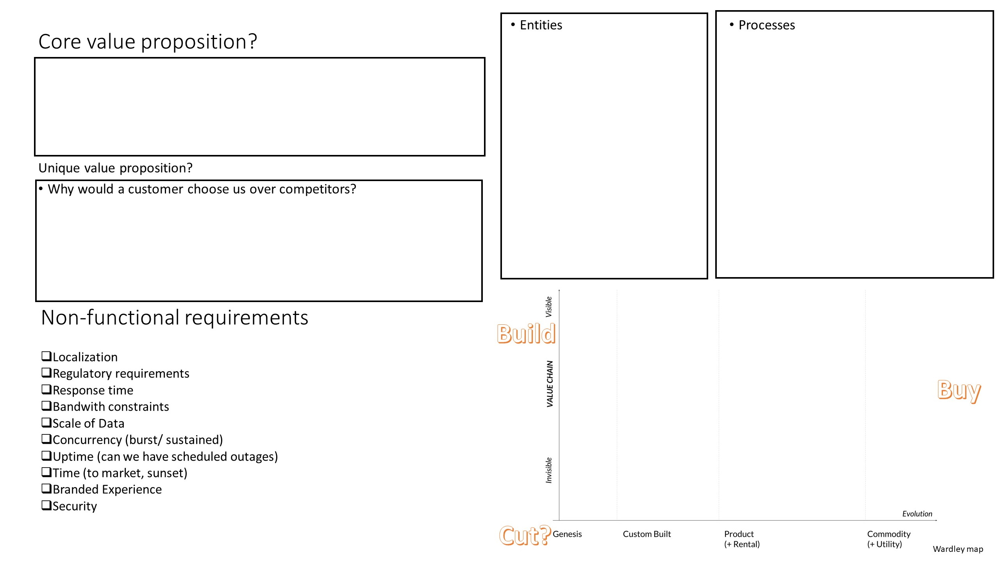 Core value proposition?
Unique value proposition?
• Why would a customer choose us over competitors?
Non-functional requirements
❑Localization
❑Regulatory requirements
❑Response time
❑Bandwith constraints
❑Scale of Data
❑Concurrency (burst/ sustained)
❑Uptime (can we have scheduled outages)
❑Time (to market, sunset)
❑Branded Experience
❑Security
• Entities
• Processes
Visible
Build
VALUE CHAIN
Buy
Invisible
Evolution
Cut?
Genesis
Custom Built
Product
(+ Rental)
Commodity
(+ Utility)
Wardley map